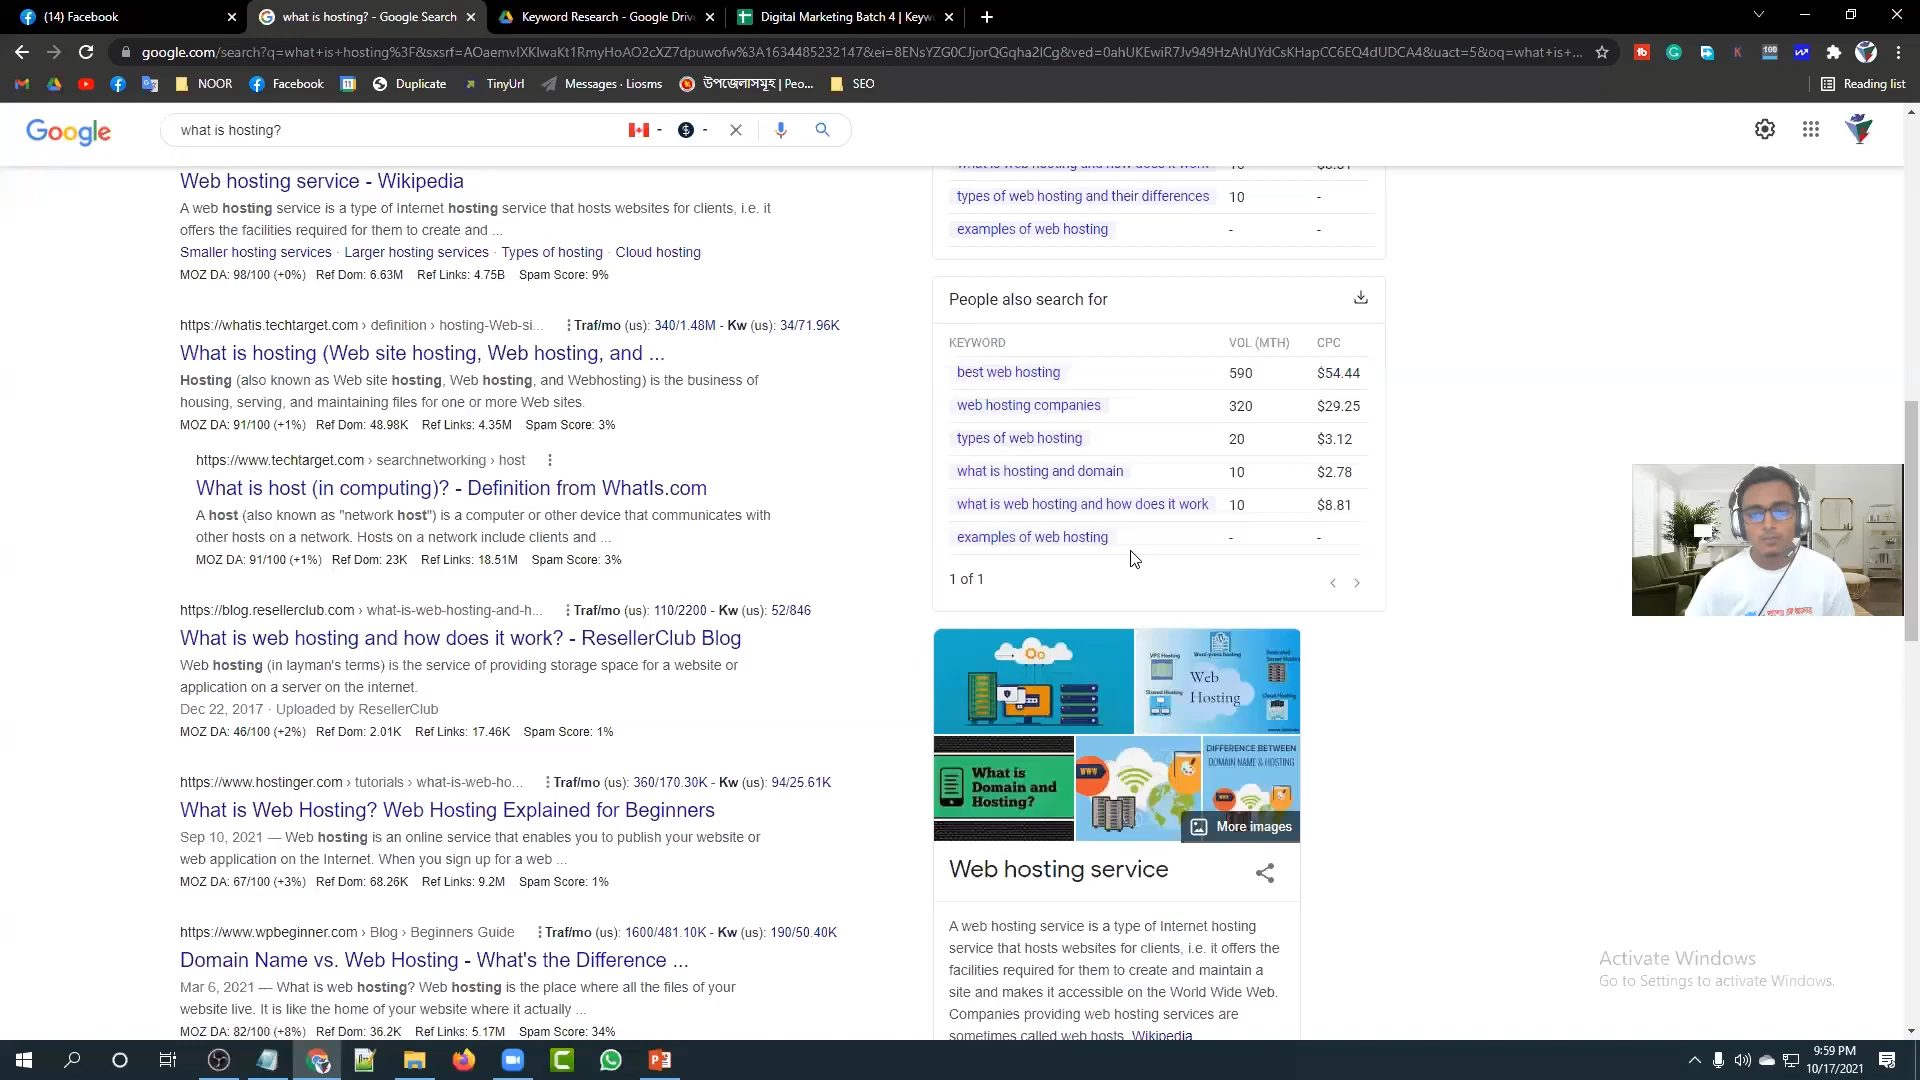 (14) Facebook
what is hosting? - Google Search
Keyword Research - Google Driv
Digital Marketing Batch 4 | Keyw
google.com/search?q=what+is+hosting%3F&sxsrf=AOaemvIXKlwaKt1RmyHoAO2cXZ7dpuwofw%3A1634485232147&ei=8ENsYZG0CJjorQGqha2ICg&ved=0ahUKEwiR7Jv949HzAhUYdCsKHapCC6EQ4dUDCA4&uact=5&oq=what+is+...
NOOR
Facebook
Duplicate
TinyUrl
Messages · Liosms
উপজেলাসমূহ | Peo...
SEO
Reading list
Google
what is hosting?
Web hosting service - Wikipedia
A web hosting service is a type of Internet hosting service that hosts websites for clients, i.e. it
offers the facilities required for them to create and ...
Smaller hosting services · Larger hosting services · Types of hosting · Cloud hosting
MOZ DA: 98/100 (+0%) Ref Dom: 6.63M Ref Links: 4.75B Spam Score: 9%
https://whatis.techtarget.com › definition › hosting-Web-si... Traf/mo (us): 340/1.48M - Kw (us): 34/71.96K
What is hosting (Web site hosting, Web hosting, and ...
Hosting (also known as Web site hosting, Web hosting, and Webhosting) is the business of
housing, serving, and maintaining files for one or more Web sites.
MOZ DA: 91/100 (+1%) Ref Dom: 48.98K Ref Links: 4.35M Spam Score: 3%
https://www.techtarget.com › searchnetworking › host
What is host (in computing)? - Definition from WhatIs.com
A host (also known as "network host") is a computer or other device that communicates with
other hosts on a network. Hosts on a network include clients and ...
MOZ DA: 91/100 (+1%) Ref Dom: 23K Ref Links: 18.51M Spam Score: 3%
https://blog.resellerclub.com › what-is-web-hosting-and-h... Traf/mo (us): 110/2200 - Kw (us): 52/846
What is web hosting and how does it work? - ResellerClub Blog
Web hosting (in layman's terms) is the service of providing storage space for a website or
application on a server on the internet.
Dec 22, 2017 · Uploaded by ResellerClub
MOZ DA: 46/100 (+2%) Ref Dom: 2.01K Ref Links: 17.46K Spam Score: 1%
https://www.hostinger.com › tutorials › what-is-web-ho... Traf/mo (us): 360/170.30K - Kw (us): 94/25.61K
What is Web Hosting? Web Hosting Explained for Beginners
Sep 10, 2021 — Web hosting is an online service that enables you to publish your website or
web application on the Internet. When you sign up for a web ...
MOZ DA: 67/100 (+3%) Ref Dom: 68.26K Ref Links: 9.2M Spam Score: 1%
https://www.wpbeginner.com › Blog › Beginners Guide Traf/mo (us): 1600/481.10K - Kw (us): 190/50.40K
Domain Name vs. Web Hosting - What's the Difference ...
Mar 6, 2021 — What is web hosting? Web hosting is the place where all the files of your
website live. It is like the home of your website where it actually ...
MOZ DA: 82/100 (+8%) Ref Dom: 36.2K Ref Links: 5.17M Spam Score: 34%
what is web hosting and how does it work 10 $8.81
types of web hosting and their differences 10 -
examples of web hosting - -
People also search for
KEYWORD VOL (MTH) CPC
best web hosting 590 $54.44
web hosting companies 320 $29.25
types of web hosting 20 $3.12
what is hosting and domain 10 $2.78
what is web hosting and how does it work 10 $8.81
examples of web hosting - -
1 of 1
VPS Hosting
Web
Hosting
Cloud Hosting
What is
Domain and
Hosting?
WWW
DIFFERENCE BETWEEN
DOMAIN NAME & HOSTING
More images
Web hosting service
A web hosting service is a type of Internet hosting
service that hosts websites for clients, i.e. it offers the
facilities required for them to create and maintain a
site and makes it accessible on the World Wide Web.
Companies providing web hosting services are
sometimes called web hosts. Wikipedia
Activate Windows
Go to Settings to activate Windows.
9:59 PM
10/17/2021